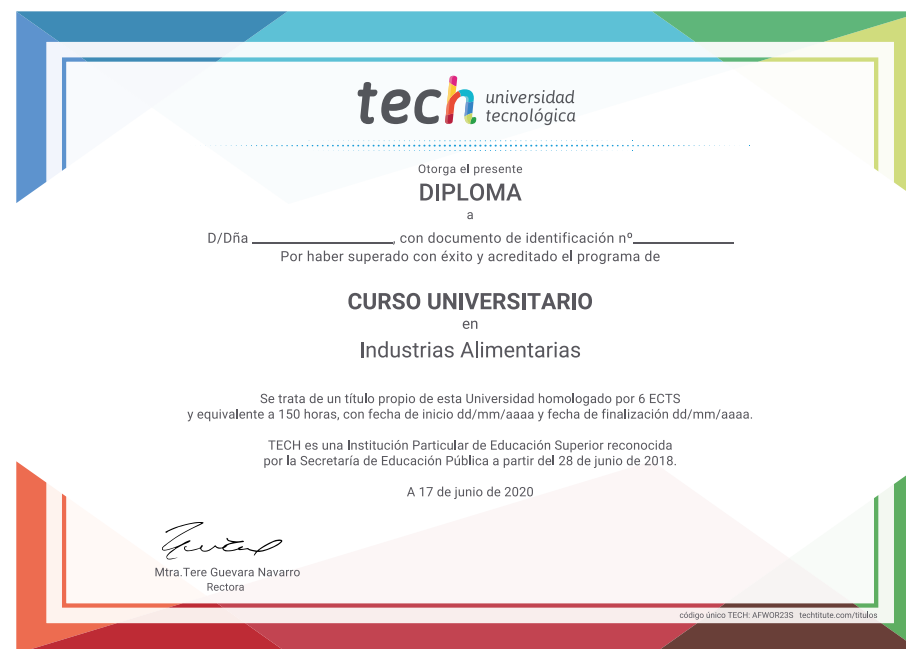 tech universidad
tecnológica
Otorga el presente
DIPLOMA
a
D/Dña ____________________, con documento de identificación nº______________
Por haber superado con éxito y acreditado el programa de
CURSO UNIVERSITARIO
en
Industrias Alimentarias
Se trata de un título propio de esta Universidad homologado por 6 ECTS
y equivalente a 150 horas, con fecha de inicio dd/mm/aaaa y fecha de finalización dd/mm/aaaa.
TECH es una Institución Particular de Educación Superior reconocida
por la Secretaría de Educación Pública a partir del 28 de junio de 2018.
A 17 de junio de 2020
Mtra.Tere Guevara Navarro
Rectora
código único TECH: AFWOR23S techtitute.com/titulos